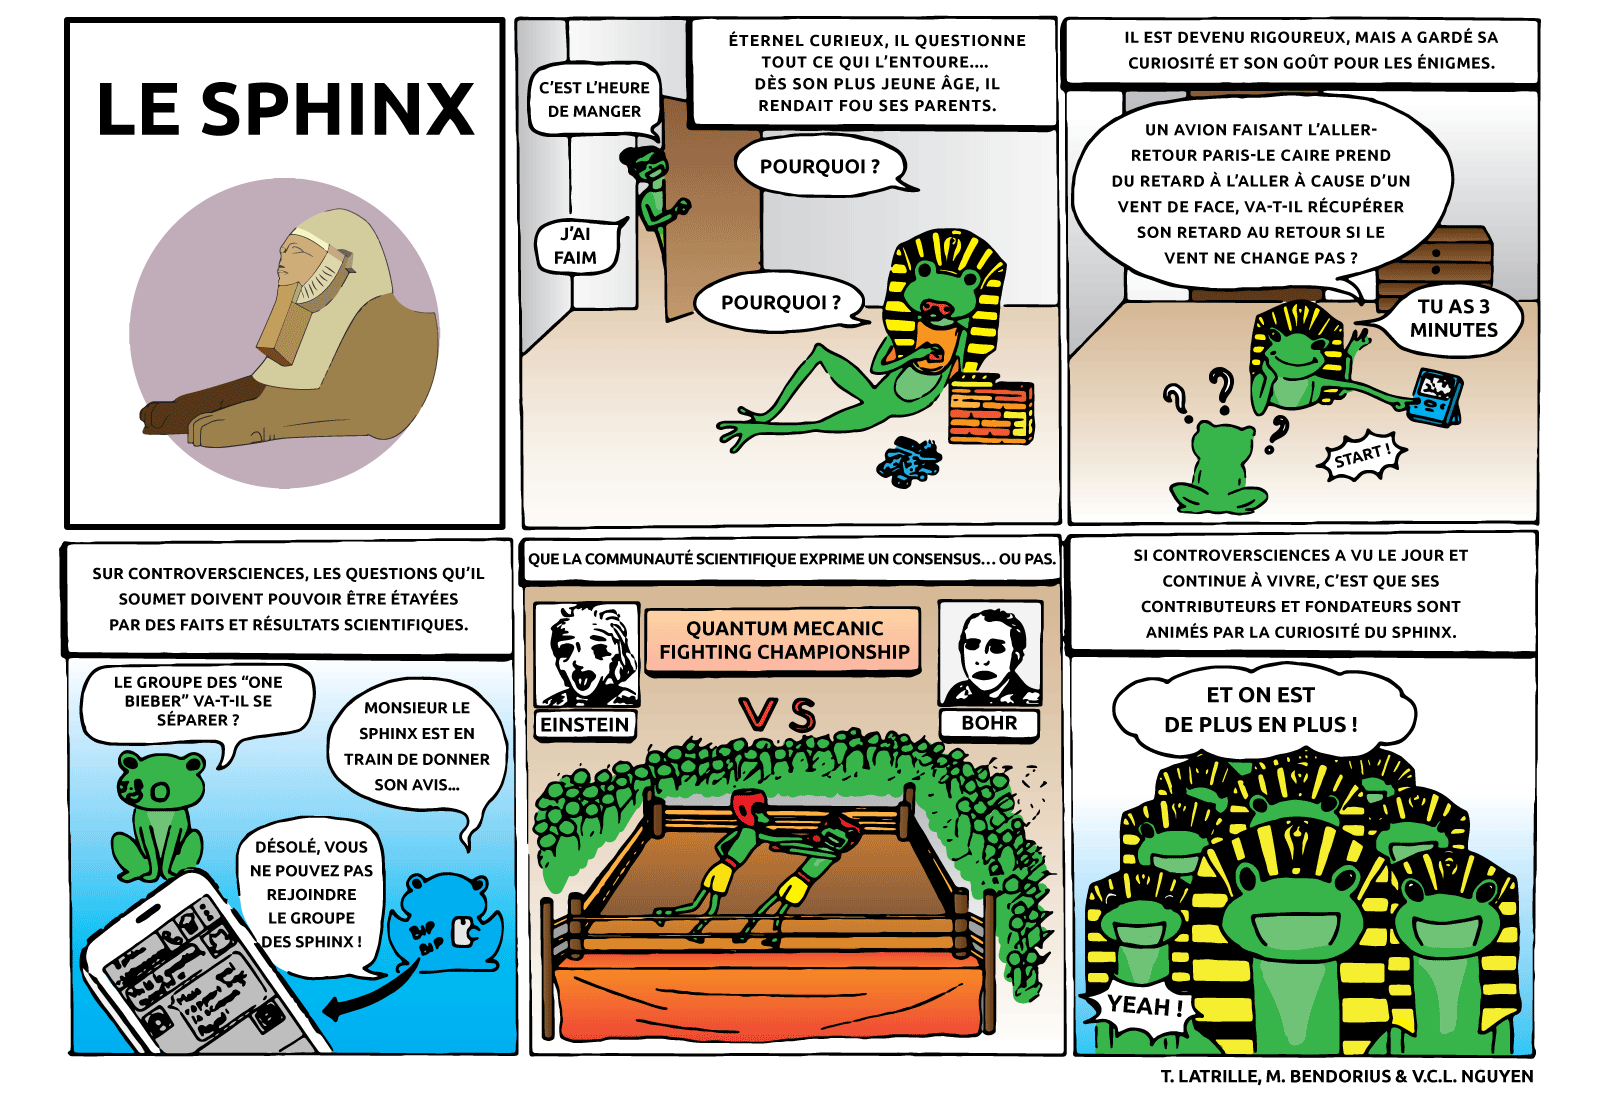 LE SPHINX
ÉTERNEL CURIEUX, IL QUESTIONNE
TOUT CE QUI L'ENTOURE....
DÈS SON PLUS JEUNE ÂGE, IL
RENDAIT FOU SES PARENTS.
C'EST L'HEURE
DE MANGER
POURQUOI ?
J'AI
FAIM
POURQUOI ?
IL EST DEVENU RIGOUREUX, MAIS A GARDÉ SA
CURIOSITÉ ET SON GOÛT POUR LES ÉNIGMES.
UN AVION FAISANT L'ALLER-
RETOUR PARIS-LE CAIRE PREND
DU RETARD À L'ALLER À CAUSE D'UN
VENT DE FACE, VA-T-IL RÉCUPÉRER
SON RETARD AU RETOUR SI LE
VENT NE CHANGE PAS ?
TU AS 3
MINUTES
? ? ?
START !
SUR CONTROVERSCIENCES, LES QUESTIONS QU'IL
SOUMET DOIVENT POUVOIR ÊTRE ÉTAYÉES
PAR DES FAITS ET RÉSULTATS SCIENTIFIQUES.
LE GROUPE DES “ONE
BIEBER” VA-T-IL SE
SÉPARER ?
MONSIEUR LE
SPHINX EST EN
TRAIN DE DONNER
SON AVIS...
DÉSOLÉ, VOUS
NE POUVEZ PAS
REJOINDRE
LE GROUPE
DES SPHINX !
BIP
BIP
QUE LA COMMUNAUTÉ SCIENTIFIQUE EXPRIME UN CONSENSUS... OU PAS.
QUANTUM MECANIC
FIGHTING CHAMPIONSHIP
EINSTEIN
VS
BOHR
SI CONTROVERSCIENCES A VU LE JOUR ET
CONTINUE À VIVRE, C'EST QUE SES
CONTRIBUTEURS ET FONDATEURS SONT
ANIMÉS PAR LA CURIOSITÉ DU SPHINX.
ET ON EST
DE PLUS EN PLUS !
YEAH !
T. LATRILLE, M. BENDORIUS & V.C.L. NGUYEN